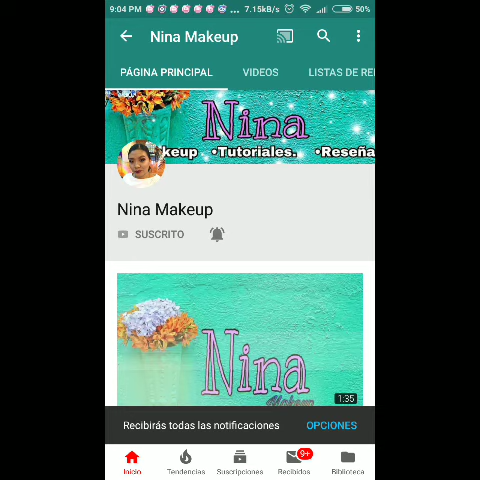 9:04 PM ... 7.15kB/s 50%
Nina Makeup
PÁGINA PRINCIPAL VIDEOS LISTAS DE RE
Nina
keup •Tutoriales. •Reseña
Nina Makeup
SUSCRITO
Nina
Makeup
1:35
Recibirás todas las notificaciones OPCIONES
9+
Inicio Tendencias Suscripciones Recibidos Biblioteca